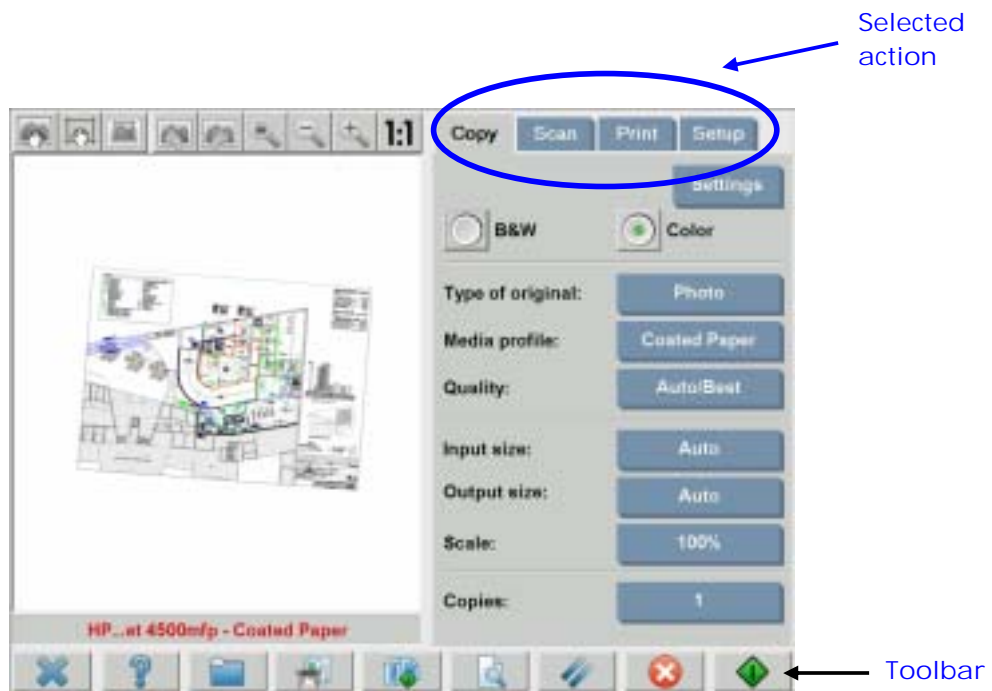 Selected
action
1:1
Copy Scan Print Setup
Settings
B&W Color
Type of original: Photo
Media profile: Coated Paper
Quality: Auto/Best
Input size: Auto
Output size: Auto
Scale: 100%
Copies: 1
HP...et 4500mfp - Coated Paper
Toolbar